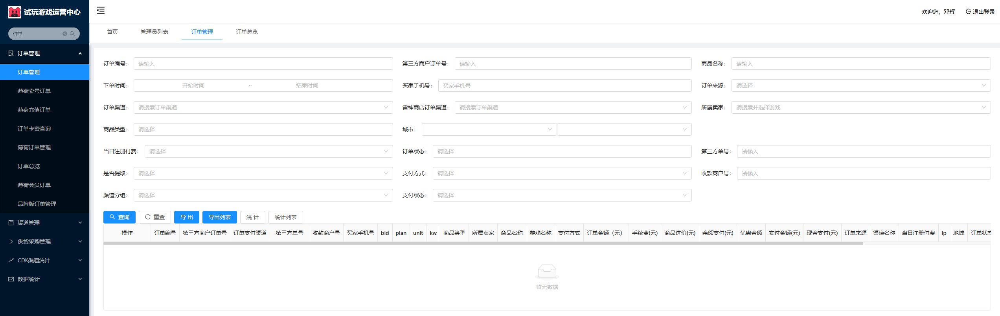 试玩游戏运营中心
欢迎您，邓辉 退出登录
订单
首页 管理员列表 订单管理 订单总览
订单管理
订单管理
薄荷卖号订单
薄荷充值订单
订单卡密查询
薄荷订单管理
订单总览
薄荷会员订单
品牌版订单管理
渠道管理
供货采购管理
CDK渠道统计
数据统计
订单编号: 请输入 第三方商户订单号: 请输入 商品名称: 请输入
下单时间: 开始时间 ~ 结束时间 买家手机号: 买家手机号 订单来源: 请选择
订单渠道: 请搜索订单渠道 雷神商店订单渠道: 请搜索订单渠道 所属卖家: 请搜索并选择游戏
商品类型: 请选择 城市:
当日注册付费: 请选择 订单状态: 请选择 第三方单号: 请输入
是否提取: 请选择 支付方式: 请选择 收款商户号: 请输入
渠道分组: 请选择 支付状态: 请选择
查询 重置 导 出 导出列表 统 计 统计列表
操作 订单编号 第三方商户订单号 订单支付渠道 第三方单号 收款商户号 买家手机号 bid plan unit kw 商品类型 所属卖家 商品名称 游戏名称 支付方式 订单金额（元） 手续费(元) 商品进价(元) 余额支付(元) 优惠金额 实付金额(元) 现金支付(元) 订单来源 渠道名称 当日注册付费 ip 地域 订单状态
暂无数据